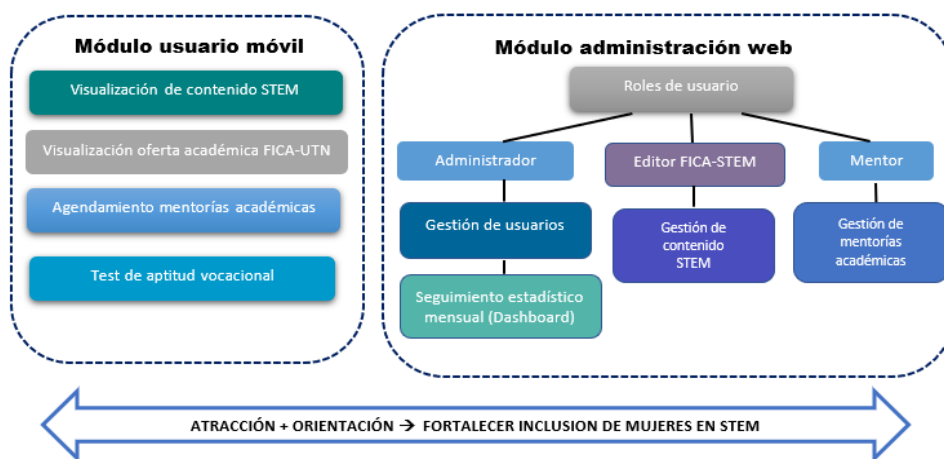 Módulo usuario móvil
Visualización de contenido STEM
Visualización oferta académica FICA-UTN
Agendamiento mentorías académicas
Test de aptitud vocacional
Módulo administración web
Roles de usuario
Administrador
Editor FICA-STEM
Mentor
Gestión de usuarios
Gestión de
contenido
STEM
Gestión de
mentorías
académicas
Seguimiento estadístico
mensual (Dashboard)
ATRACCIÓN + ORIENTACIÓN → FORTALECER INCLUSION DE MUJERES EN STEM